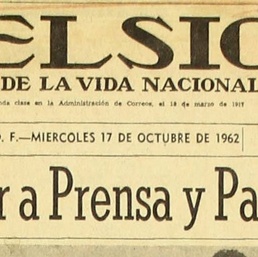 ELSIO
DE LA VIDA NACIONAL
nda clase en la Administración de Correos, el 18 de marzo de 1917
D. F.—MIERCOLES 17 DE OCTUBRE DE 1962
r a Prensa y Pa